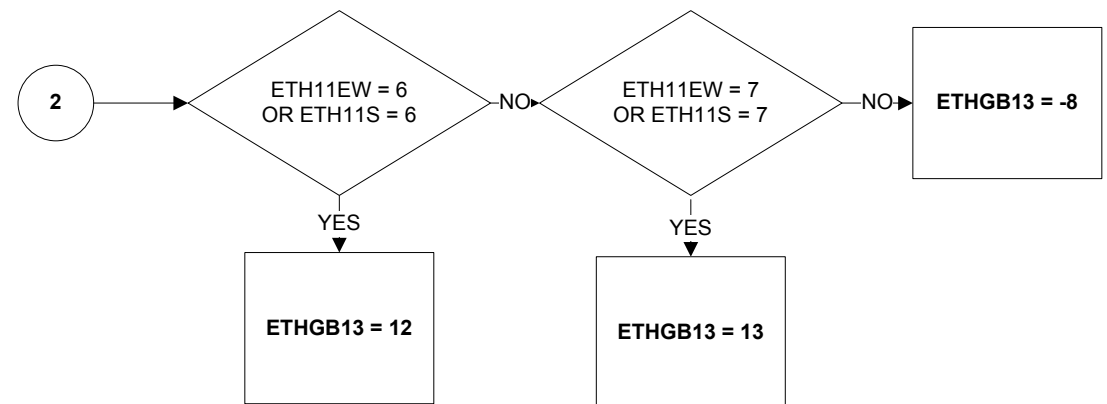 2
ETH11EW = 6
OR ETH11S = 6
NO
ETH11EW = 7
OR ETH11S = 7
NO
ETHGB13 = -8
YES
YES
ETHGB13 = 12
ETHGB13 = 13